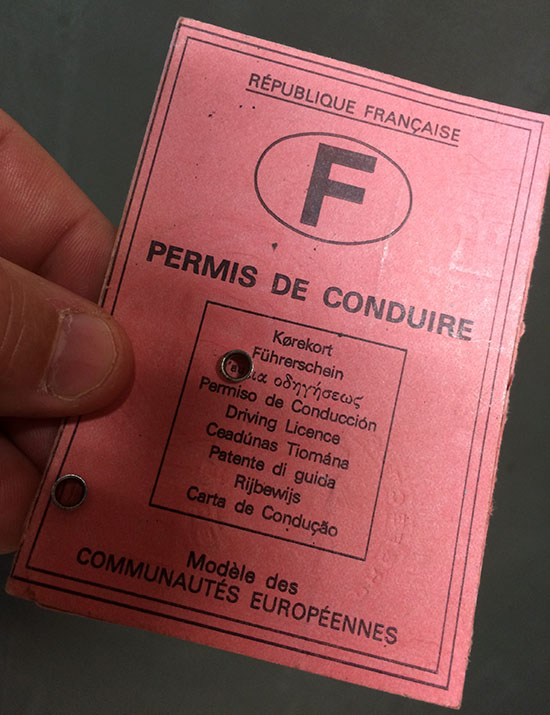 RÉPUBLIQUE FRANÇAISE
F
PERMIS DE CONDUIRE
Kørekort
Führerschein
οδηγήσεως
Permiso de Conducción
Driving Licence
Ceadúnas Tiomána
Patente di guida
Rijbewijs
Carta de Condução
Modèle des
COMMUNAUTÉS EUROPÉENNES